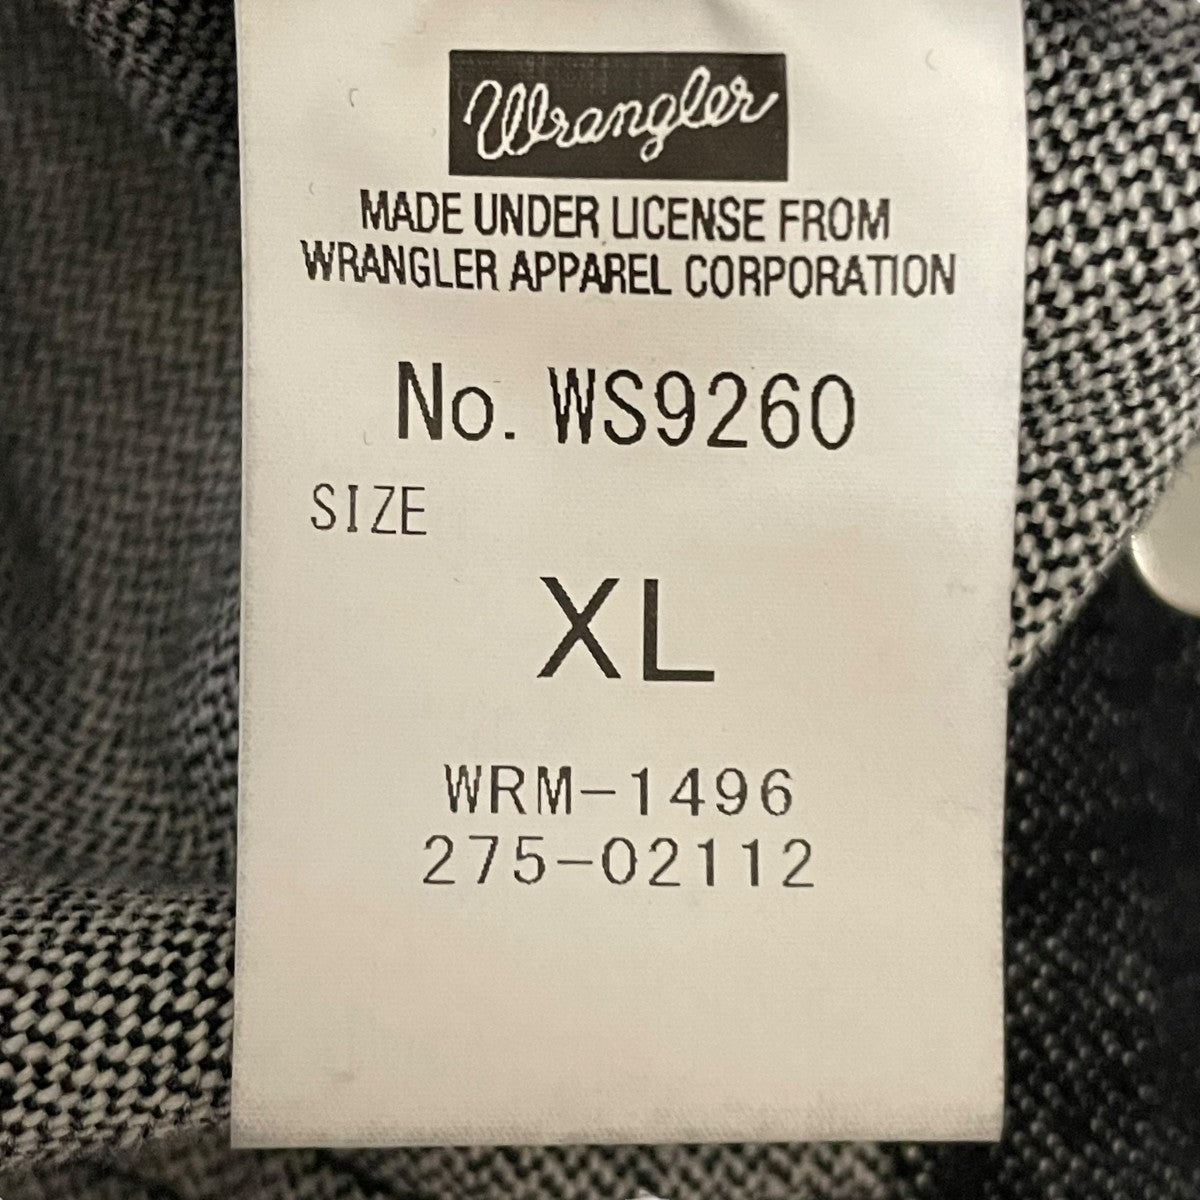 Wrangler
MADE UNDER LICENSE FROM
WRANGLER APPAREL CORPORATION
No. WS9260
SIZE
XL
WRM-1496
275-02112